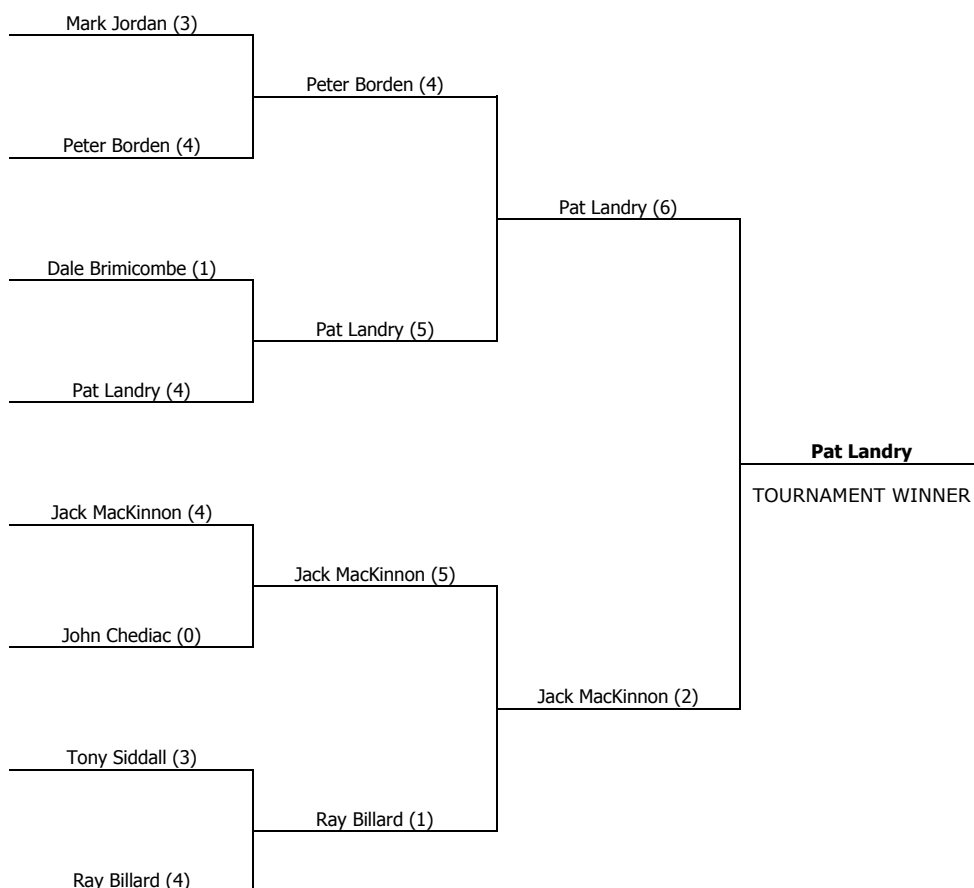 Mark Jordan (3)
Peter Borden (4)
Peter Borden (4)
Pat Landry (6)
Dale Brimicombe (1)
Pat Landry (5)
Pat Landry (4)
Pat Landry
TOURNAMENT WINNER
Jack MacKinnon (4)
Jack MacKinnon (5)
John Chediac (0)
Jack MacKinnon (2)
Tony Siddall (3)
Ray Billard (1)
Ray Billard (4)